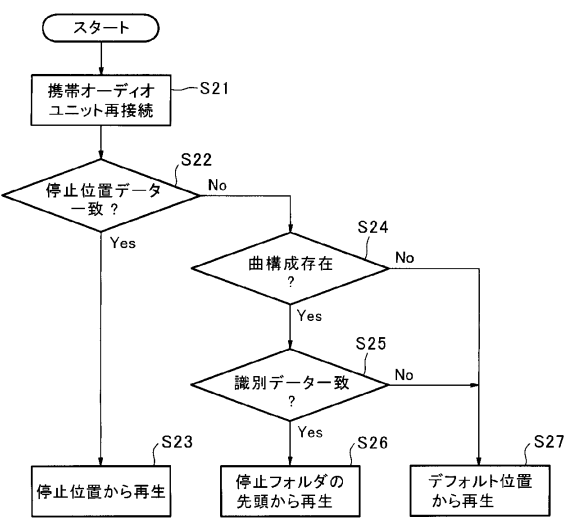 スタート
携帯オーディオ
ユニット再接続
S21
停止位置データ
一致?
S22
No
Yes
曲構成存在
?
S24
No
Yes
識別データ一致
?
S25
No
Yes
停止位置から再生
S23
停止フォルダの
先頭から再生
S26
デフォルト位置
から再生
S27